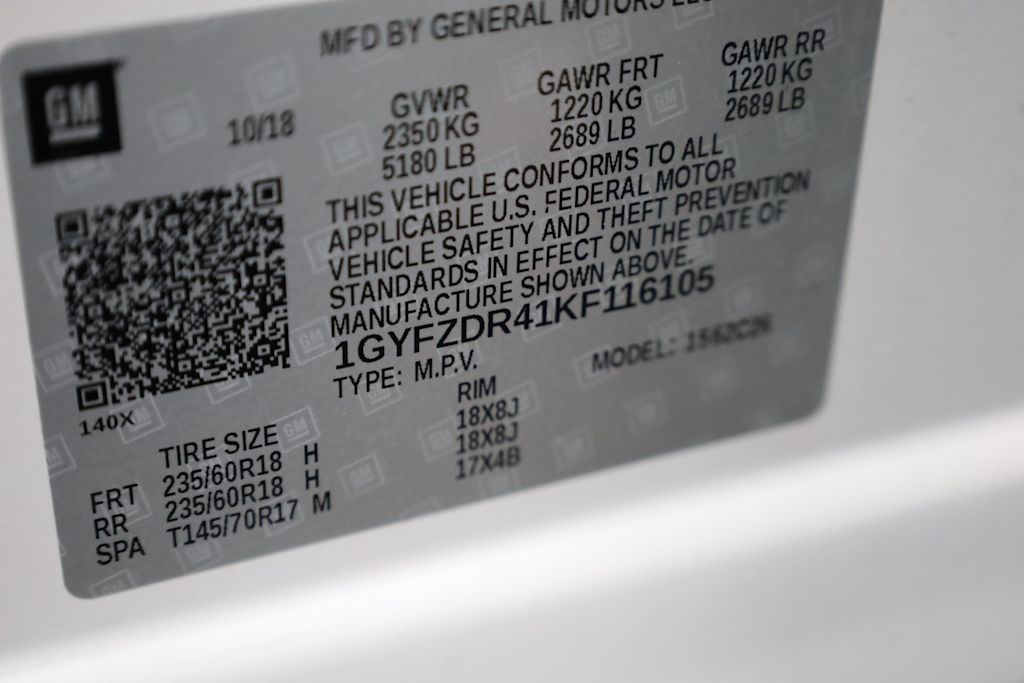 MFD BY GENERAL MOTORS LLC
GM
10/18
GVWR
2350 KG
5180 LB
GAWR FRT
1220 KG
2689 LB
GAWR RR
1220 KG
2689 LB
THIS VEHICLE CONFORMS TO ALL
APPLICABLE U.S. FEDERAL MOTOR
VEHICLE SAFETY AND THEFT PREVENTION
STANDARDS IN EFFECT ON THE DATE OF
MANUFACTURE SHOWN ABOVE.
1GYFZDR41KF116105
TYPE: M.P.V.
MODEL:
140X
TIRE SIZE RIM
FRT 235/60R18 H 18X8J
RR 235/60R18 H 18X8J
SPA T145/70R17 M 17X4B